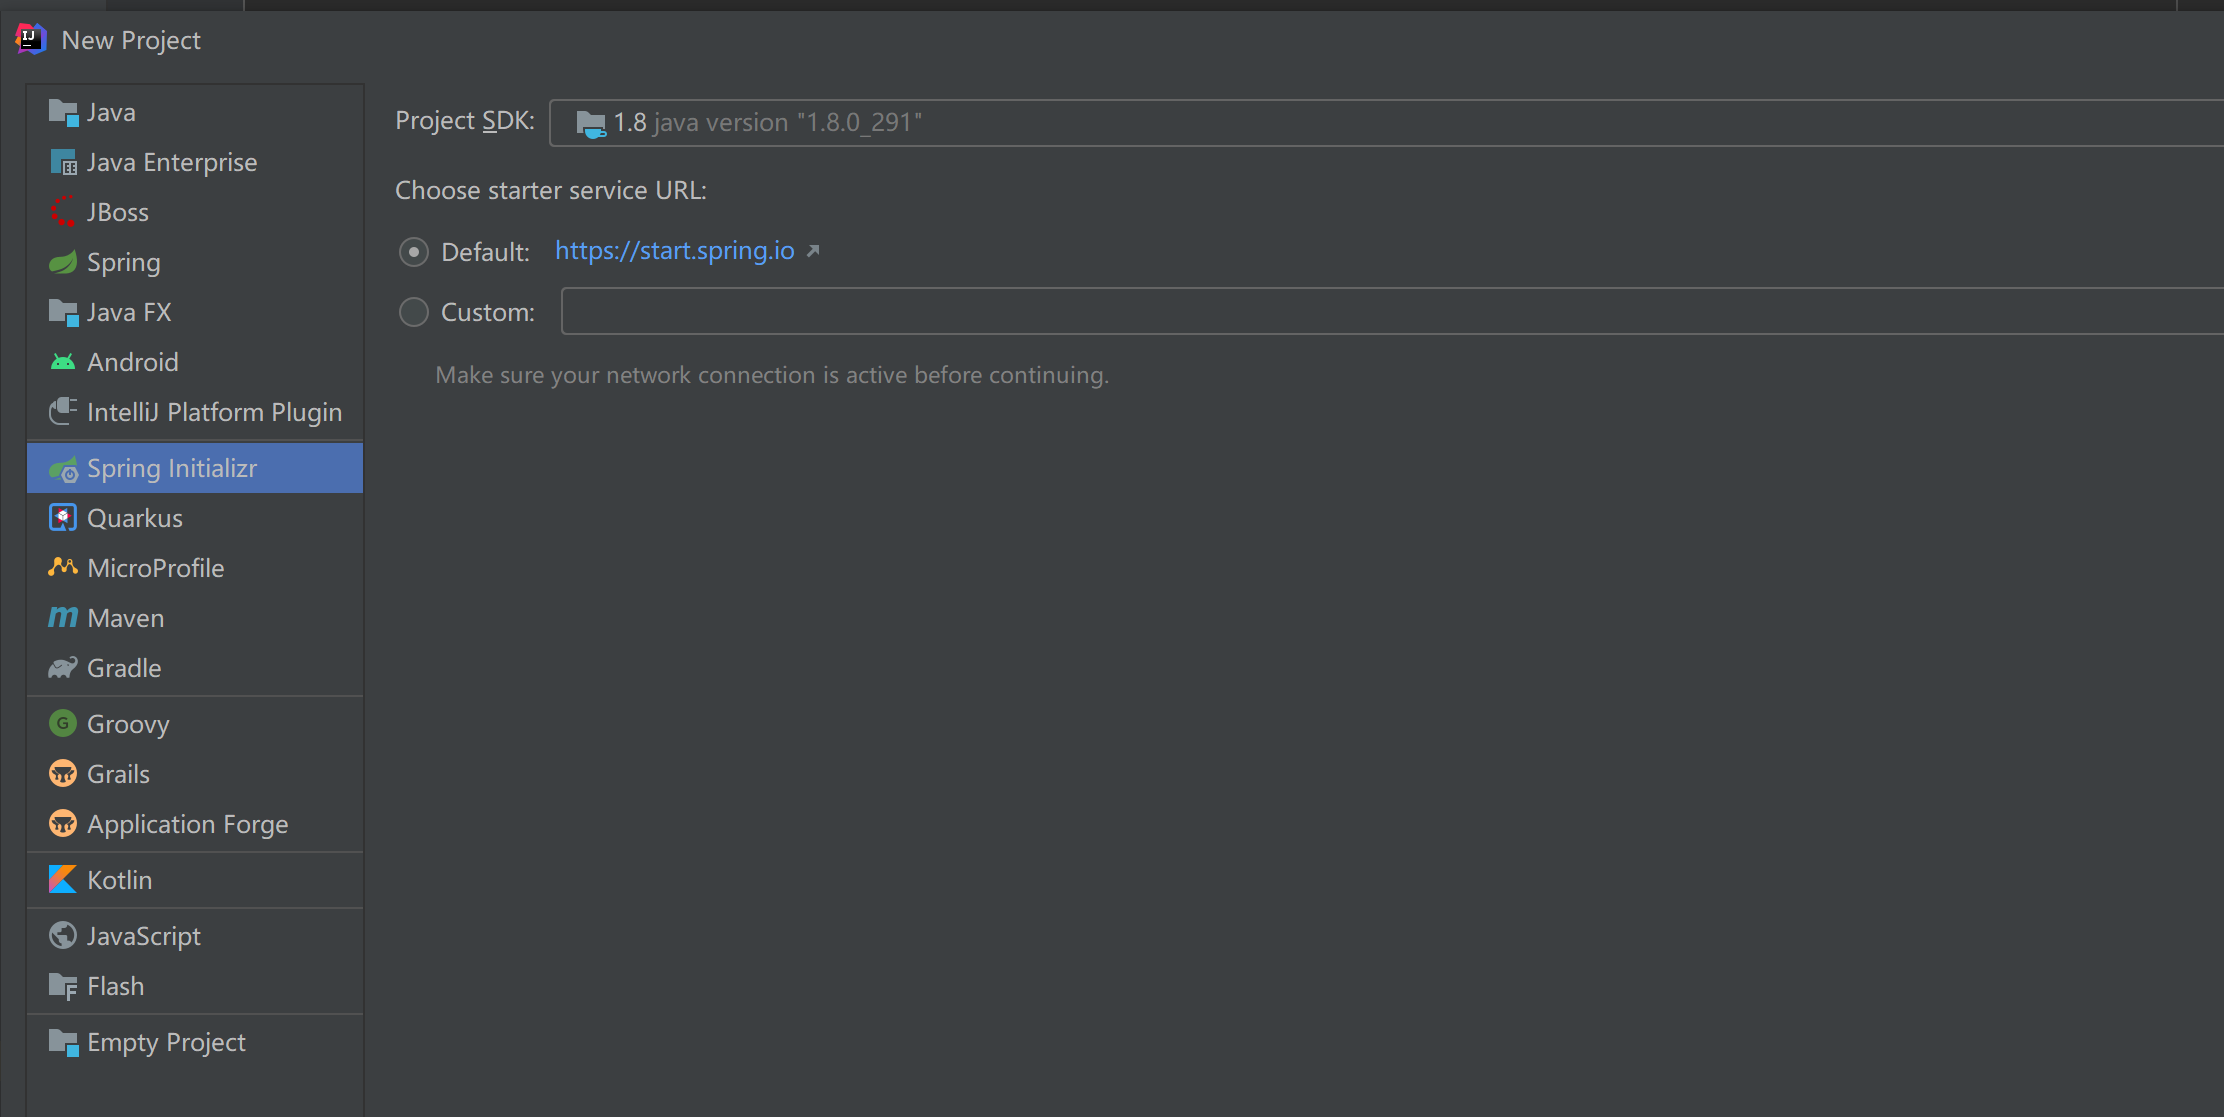 New Project
Java
Java Enterprise
JBoss
Spring
Java FX
Android
IntelliJ Platform Plugin
Spring Initializr
Quarkus
MicroProfile
Maven
Gradle
Groovy
Grails
Application Forge
Kotlin
JavaScript
Flash
Empty Project
Project SDK: 1.8 java version "1.8.0_291"
Choose starter service URL:
Default: https://start.spring.io
Custom:
Make sure your network connection is active before continuing.